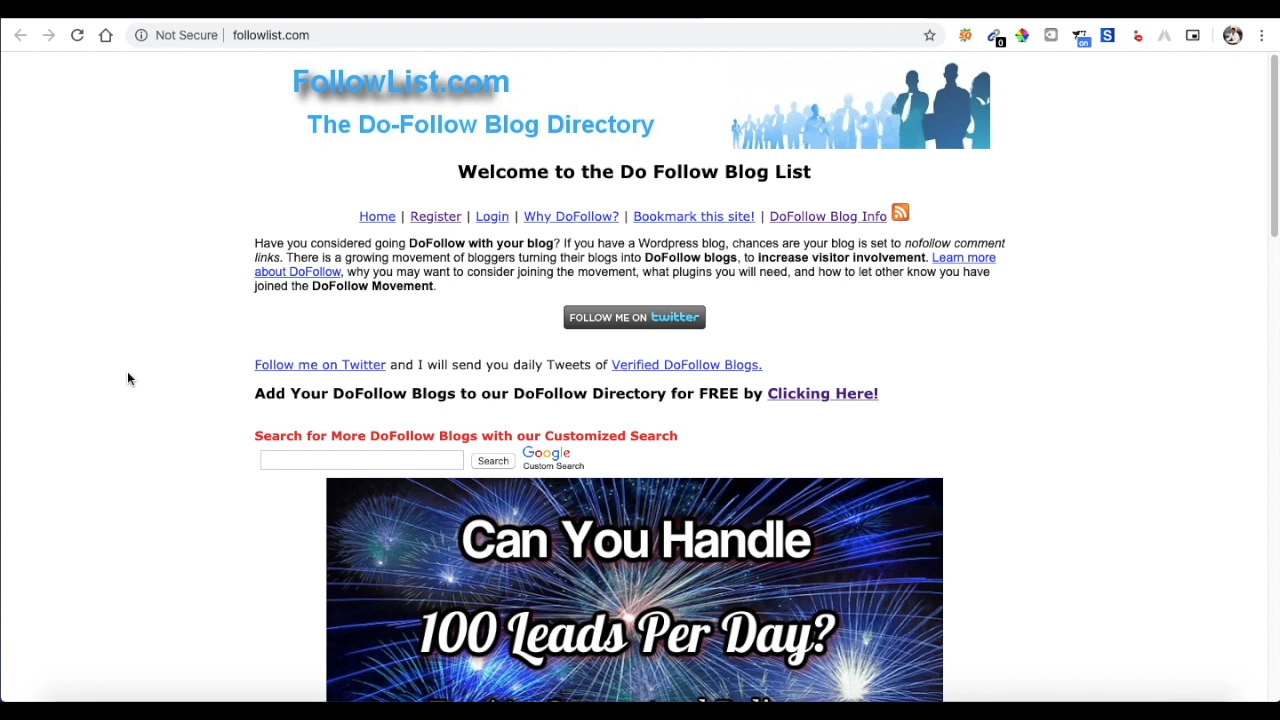 Not Secure followlist.com
0
on
S
FollowList.com
The Do-Follow Blog Directory
Welcome to the Do Follow Blog List
Home | Register | Login | Why DoFollow? | Bookmark this site! | DoFollow Blog Info
Have you considered going DoFollow with your blog? If you have a Wordpress blog, chances are your blog is set to nofollow comment
links. There is a growing movement of bloggers turning their blogs into DoFollow blogs, to increase visitor involvement. Learn more
about DoFollow, why you may want to consider joining the movement, what plugins you will need, and how to let other know you have
joined the DoFollow Movement.
FOLLOW ME ON twitter
Follow me on Twitter and I will send you daily Tweets of Verified DoFollow Blogs.
Add Your DoFollow Blogs to our DoFollow Directory for FREE by Clicking Here!
Search for More DoFollow Blogs with our Customized Search
Search Google
Custom Search
Can You Handle
100 Leads Per Day?